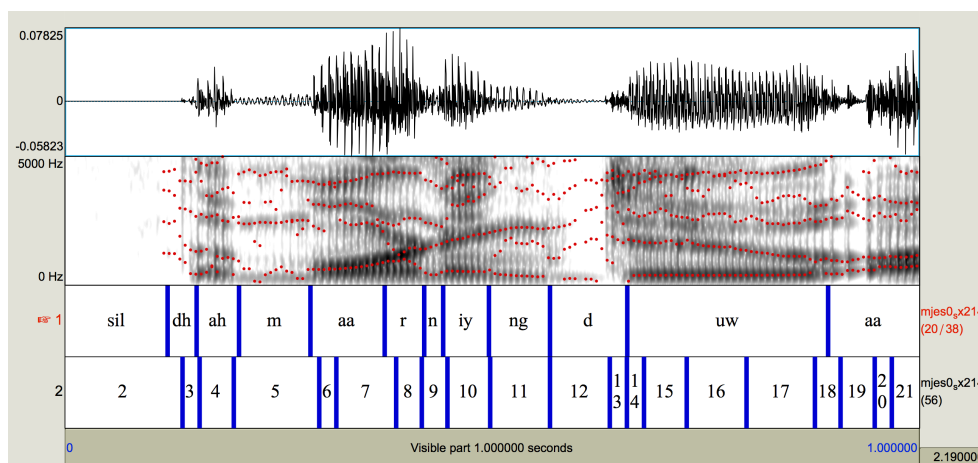 0.07825
0
-0.05823
5000 Hz
0 Hz
☞ 1 sil dh ah m aa r n iy ng d uw aa mjes0_sx214
(20/38)
2 2 3 4 5 6 7 8 9 10 11 12 13 14 15 16 17 18 19 20 21 mjes0_sx214
(56)
0 Visible part 1.000000 seconds 1.000000
2.19000